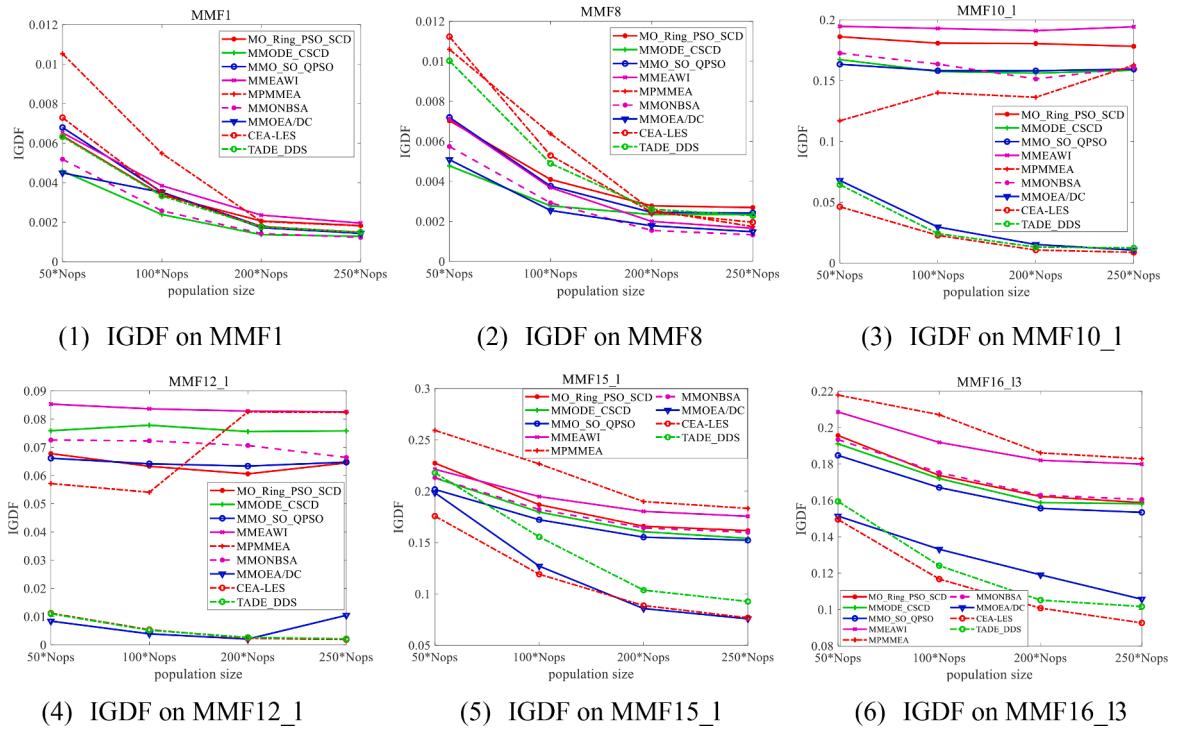 MMF1
IGDF
0.012
0.01
0.008
0.006
0.004
0.002
0
50*Nops 100*Nops 200*Nops 250*Nops
population size
MO_Ring_PSO_SCD
MMODE_CSCD
MMO_SO_QPSO
MMEAWI
MPMMEA
MMONBSA
MMOEA/DC
CEA-LES
TADE_DDS
(1) IGDF on MMF1
MMF8
IGDF
0.012
0.01
0.008
0.006
0.004
0.002
0
50*Nops 100*Nops 200*Nops 250*Nops
population size
MO_Ring_PSO_SCD
MMODE_CSCD
MMO_SO_QPSO
MMEAWI
MPMMEA
MMONBSA
MMOEA/DC
CEA-LES
TADE_DDS
(2) IGDF on MMF8
MMF10_l
IGDF
0.2
0.15
0.1
0.05
0
50*Nops 100*Nops 200*Nops 250*Nops
population size
MO_Ring_PSO_SCD
MMODE_CSCD
MMO_SO_QPSO
MMEAWI
MPMMEA
MMONBSA
MMOEA/DC
CEA-LES
TADE_DDS
(3) IGDF on MMF10_l
MMF12_l
IGDF
0.09
0.08
0.07
0.06
0.05
0.04
0.03
0.02
0.01
0
50*Nops 100*Nops 200*Nops 250*Nops
population size
MO_Ring_PSO_SCD
MMODE_CSCD
MMO_SO_QPSO
MMEAWI
MPMMEA
MMONBSA
MMOEA/DC
CEA-LES
TADE_DDS
(4) IGDF on MMF12_l
MMF15_l
IGDF
0.3
0.25
0.2
0.15
0.1
0.05
50*Nops 100*Nops 200*Nops 250*Nops
population size
MO_Ring_PSO_SCD MMONBSA
MMODE_CSCD MMOEA/DC
MMO_SO_QPSO CEA-LES
MMEAWI TADE_DDS
MPMMEA
(5) IGDF on MMF15_l
MMF16_l3
IGDF
0.22
0.2
0.18
0.16
0.14
0.12
0.1
0.08
50*Nops 100*Nops 200*Nops 250*Nops
population size
MO_Ring_PSO_SCD MMONBSA
MMODE_CSCD MMOEA/DC
MMO_SO_QPSO CEA-LES
MMEAWI TADE_DDS
MPMMEA
(6) IGDF on MMF16_l3